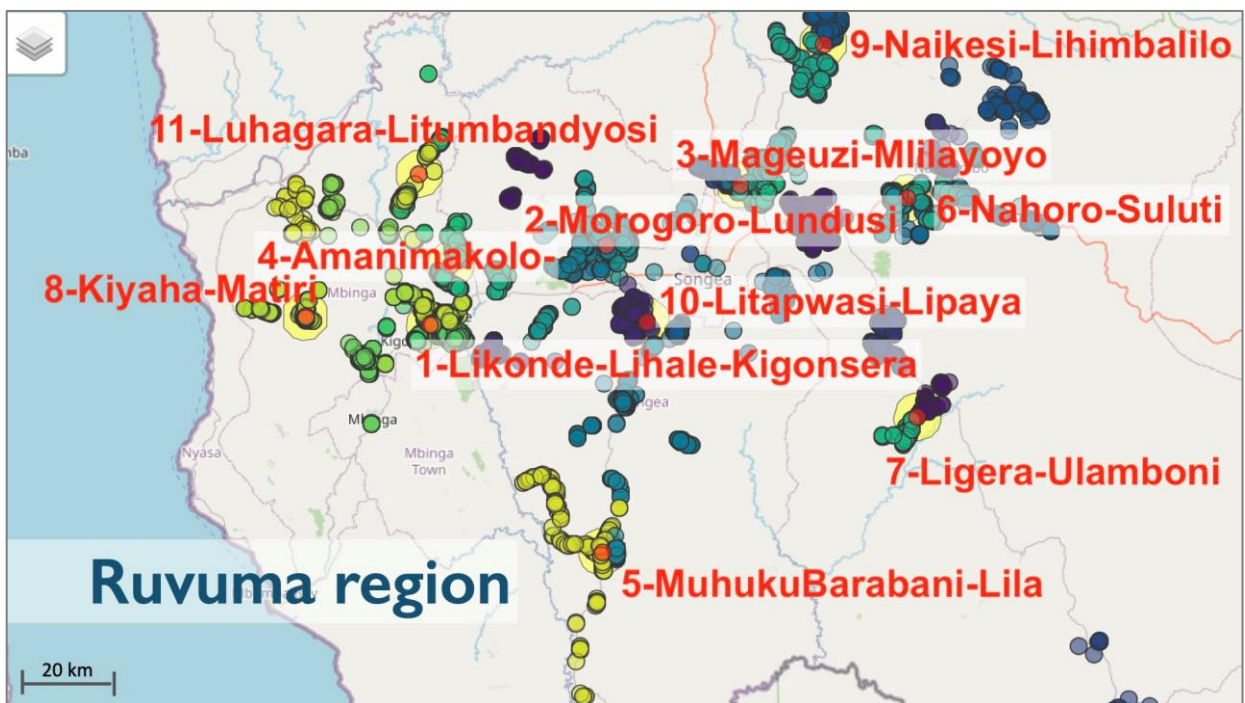 9-Naikesi-Lihimbalilo
11-Luhagara-Litumbandyosi
3-Mageuzi-Mlilayoyo
2-Morogoro-Lundusi
6-Nahoro-Suluti
4-Amanimakolo-
Songea
8-Kiyaha-Matiri
Mbinga
10-Litapwasi-Lipaya
1-Likonde-Lihale-Kigonsera
Nyasa
Mbinga
Town
7-Ligera-Ulamboni
Ruvuma region
5-MuhukuBarabani-Lila
20 km